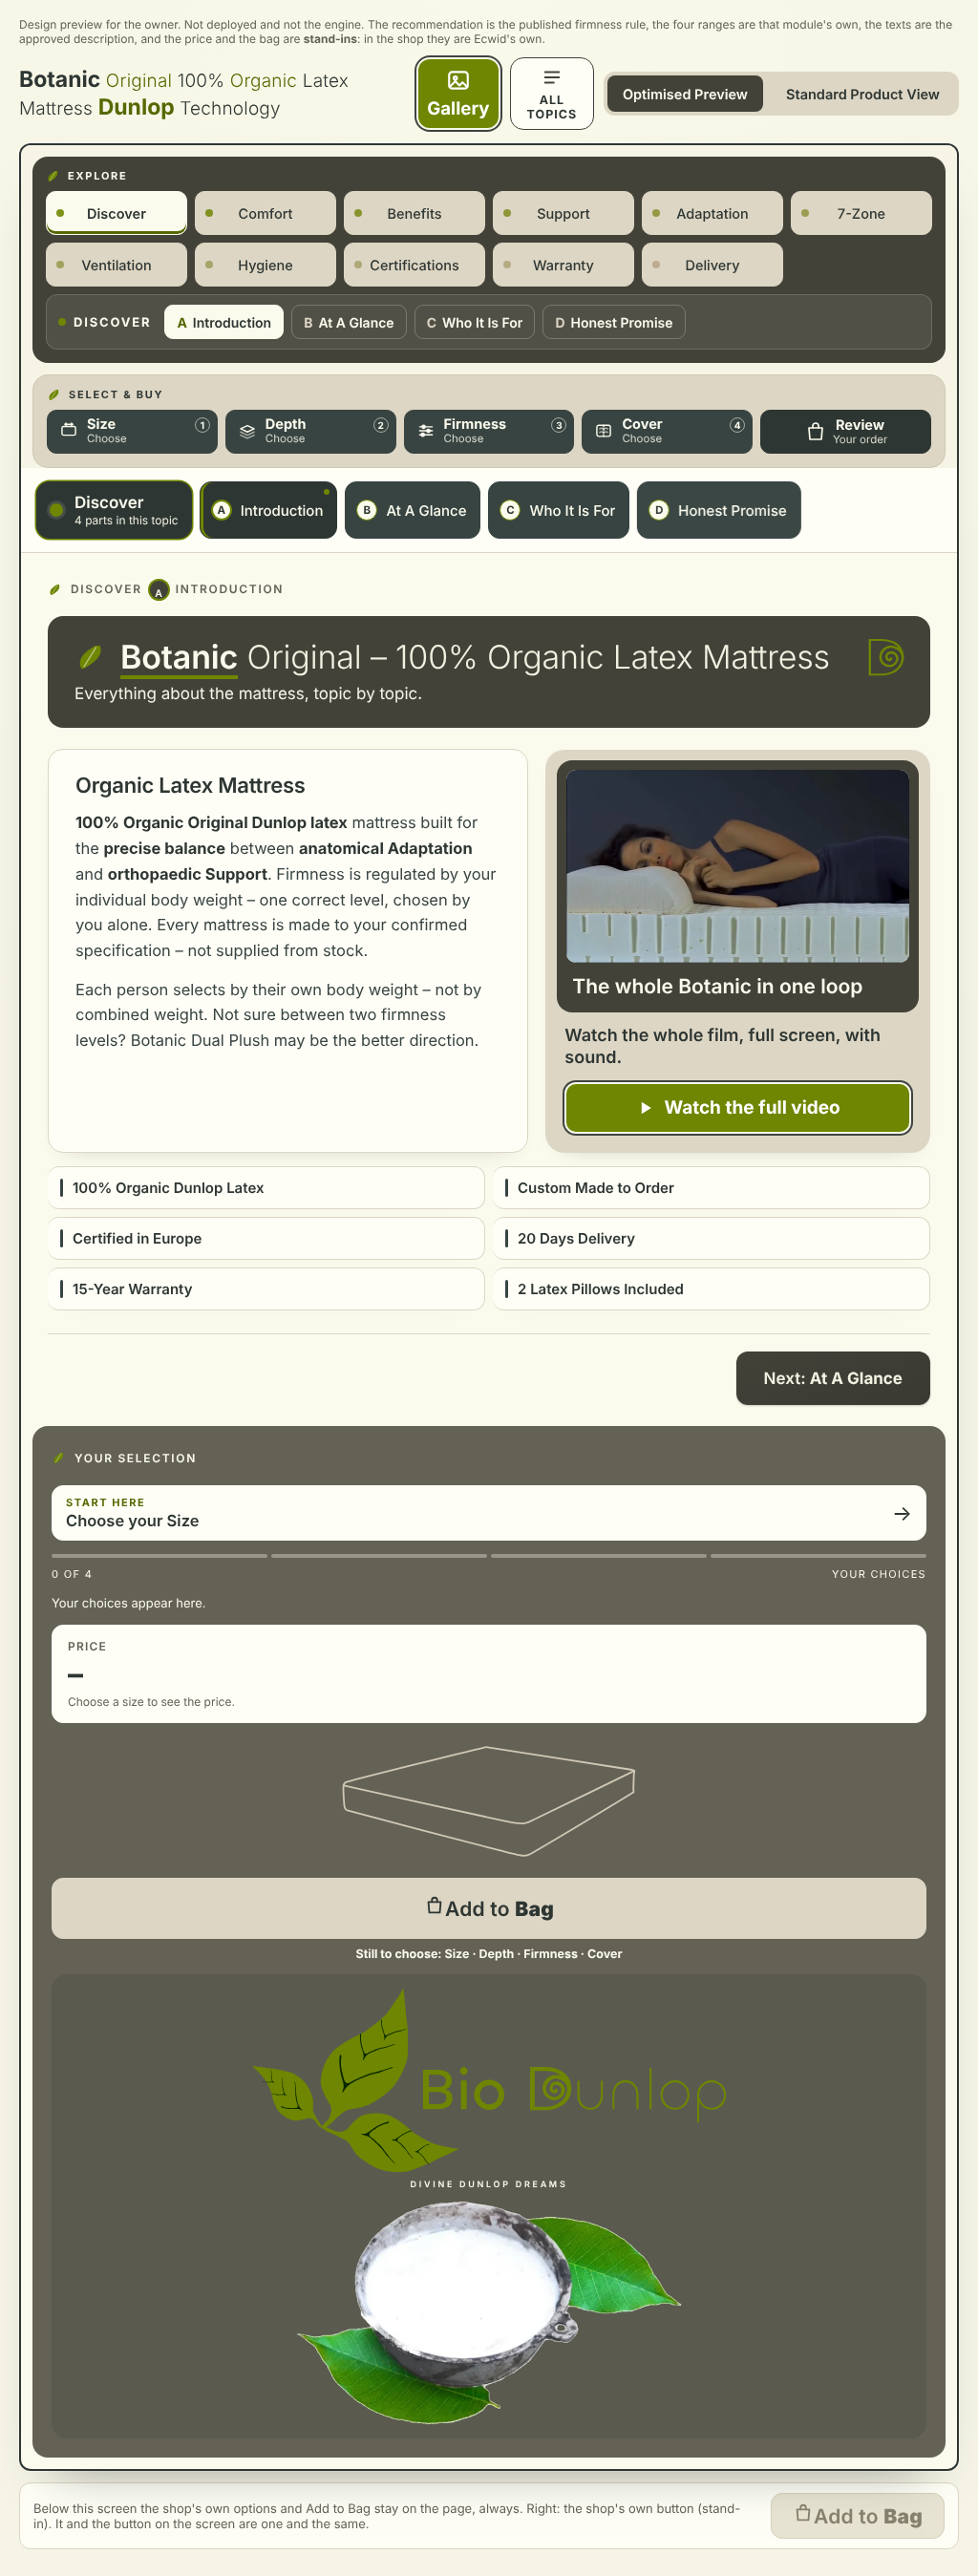 Design preview for the owner. Not deployed and not the engine. The recommendation is the published firmness rule, the four ranges are that module's own, the texts are the
approved description, and the price and the bag are stand-ins: in the shop they are Ecwid's own.
Botanic Original 100% Organic Latex
Mattress Dunlop Technology
Gallery
ALL
TOPICS
Optimised Preview
Standard Product View
EXPLORE
Discover
Comfort
Benefits
Support
Adaptation
7-Zone
Ventilation
Hygiene
Certifications
Warranty
Delivery
DISCOVER
A Introduction
B At A Glance
C Who It Is For
D Honest Promise
SELECT & BUY
Size
Choose
1
Depth
Choose
2
Firmness
Choose
3
Cover
Choose
4
Review
Your order
Discover
4 parts in this topic
A Introduction
B At A Glance
C Who It Is For
D Honest Promise
DISCOVER A INTRODUCTION
Botanic Original – 100% Organic Latex Mattress
Everything about the mattress, topic by topic.
Organic Latex Mattress
100% Organic Original Dunlop latex mattress built for
the precise balance between anatomical Adaptation
and orthopaedic Support. Firmness is regulated by your
individual body weight – one correct level, chosen by
you alone. Every mattress is made to your confirmed
specification – not supplied from stock.
Each person selects by their own body weight – not by
combined weight. Not sure between two firmness
levels? Botanic Dual Plush may be the better direction.
The whole Botanic in one loop
Watch the whole film, full screen, with
sound.
Watch the full video
100% Organic Dunlop Latex
Custom Made to Order
Certified in Europe
20 Days Delivery
15-Year Warranty
2 Latex Pillows Included
Next: At A Glance
YOUR SELECTION
START HERE
Choose your Size
0 OF 4
YOUR CHOICES
Your choices appear here.
PRICE
–
Choose a size to see the price.
Add to Bag
Still to choose: Size · Depth · Firmness · Cover
Bio Dunlop
DIVINE DUNLOP DREAMS
Below this screen the shop's own options and Add to Bag stay on the page, always. Right: the shop's own button (stand-
in). It and the button on the screen are one and the same.
Add to Bag